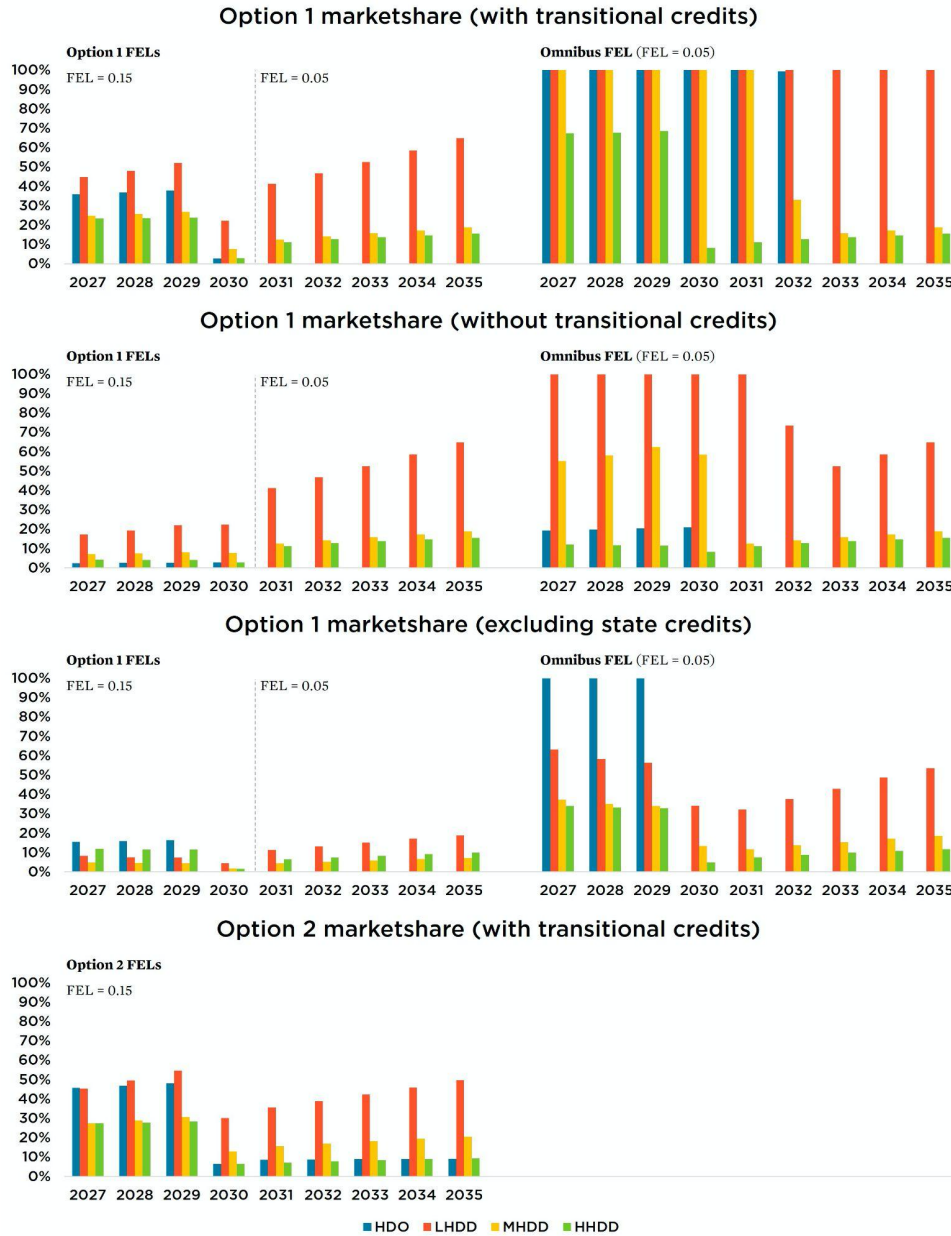 Option 1 marketshare (with transitional credits)
Option 1 FELs
Omnibus FEL (FEL = 0.05)
FEL = 0.15
FEL = 0.05
100%
90%
80%
70%
60%
50%
40%
30%
20%
10%
0%
2027 2028 2029 2030 2031 2032 2033 2034 2035
2027 2028 2029 2030 2031 2032 2033 2034 2035
Option 1 marketshare (without transitional credits)
Option 1 FELs
Omnibus FEL (FEL = 0.05)
FEL = 0.15
FEL = 0.05
100%
90%
80%
70%
60%
50%
40%
30%
20%
10%
0%
2027 2028 2029 2030 2031 2032 2033 2034 2035
2027 2028 2029 2030 2031 2032 2033 2034 2035
Option 1 marketshare (excluding state credits)
Option 1 FELs
Omnibus FEL (FEL = 0.05)
FEL = 0.15
FEL = 0.05
100%
90%
80%
70%
60%
50%
40%
30%
20%
10%
0%
2027 2028 2029 2030 2031 2032 2033 2034 2035
2027 2028 2029 2030 2031 2032 2033 2034 2035
Option 2 marketshare (with transitional credits)
Option 2 FELs
FEL = 0.15
100%
90%
80%
70%
60%
50%
40%
30%
20%
10%
0%
2027 2028 2029 2030 2031 2032 2033 2034 2035
HDO LHDD MHDD HHDD